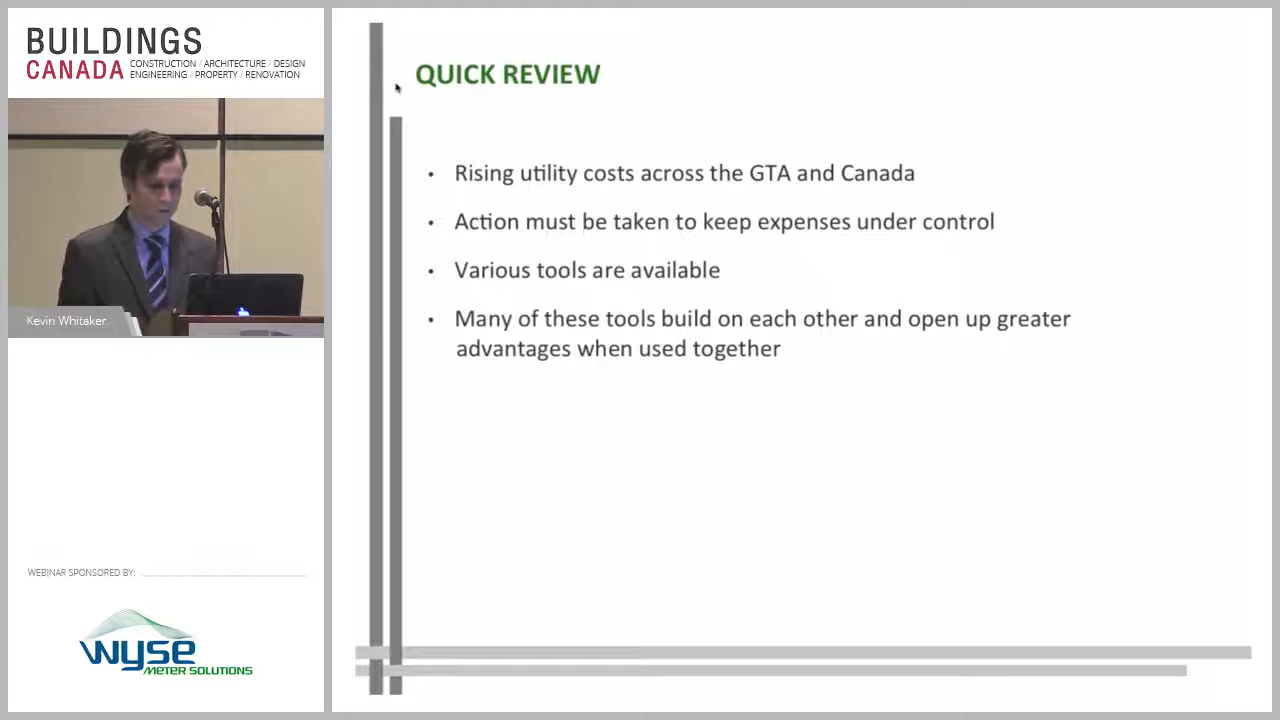 BUILDINGS
CANADA CONSTRUCTION / ARCHITECTURE / DESIGN
ENGINEERING / PROPERTY / RENOVATION
Kevin Whitaker
WEBINAR SPONSORED BY:
wyse
METER SOLUTIONS
QUICK REVIEW
• Rising utility costs across the GTA and Canada
• Action must be taken to keep expenses under control
• Various tools are available
• Many of these tools build on each other and open up greater
advantages when used together